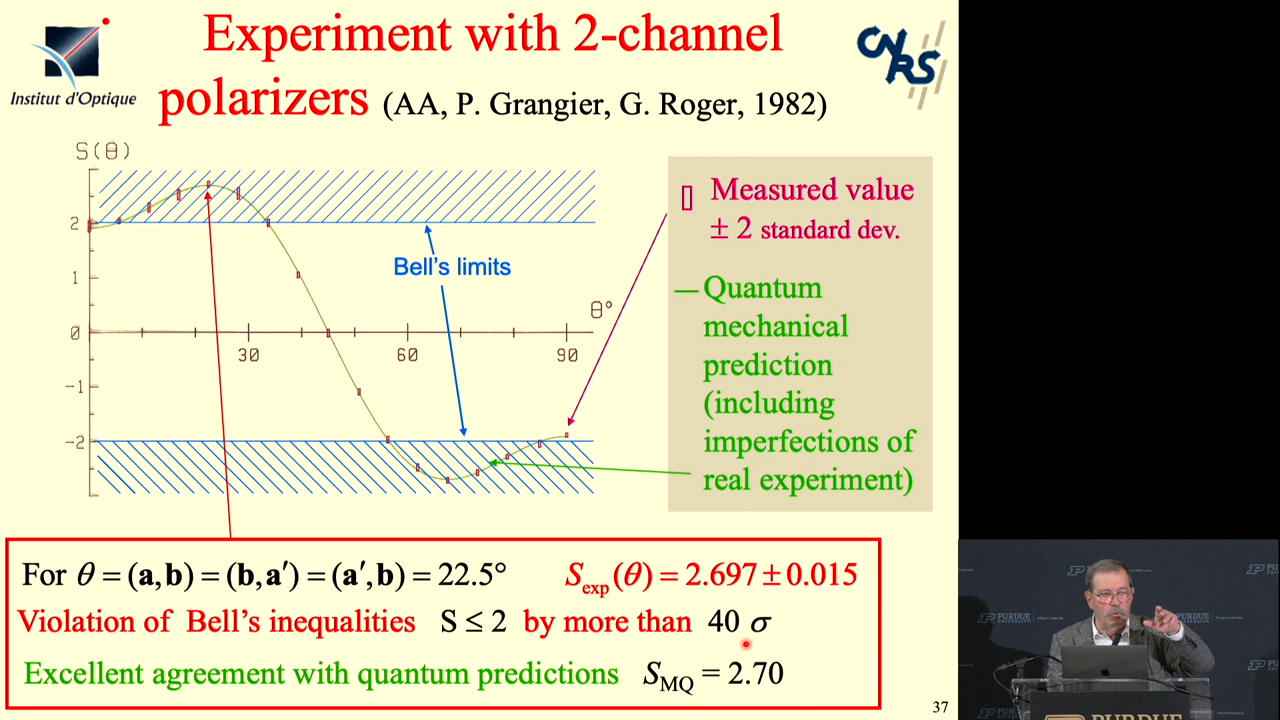 Experiment with 2-channel
polarizers (AA, P. Grangier, G. Roger, 1982)
Institut d'Optique
CNRS
S(θ)
2
1
0
-1
-2
30
60
90
θ°
Bell's limits
Measured value
± 2 standard dev.
— Quantum
mechanical
prediction
(including
imperfections of
real experiment)
For θ = (a,b) = (b,a′) = (a′,b) = 22.5° S_exp(θ) = 2.697 ± 0.015
Violation of Bell's inequalities S ≤ 2 by more than 40 σ
Excellent agreement with quantum predictions S_MQ = 2.70
37
PURDUE
UNIVERSITY
PURDUE